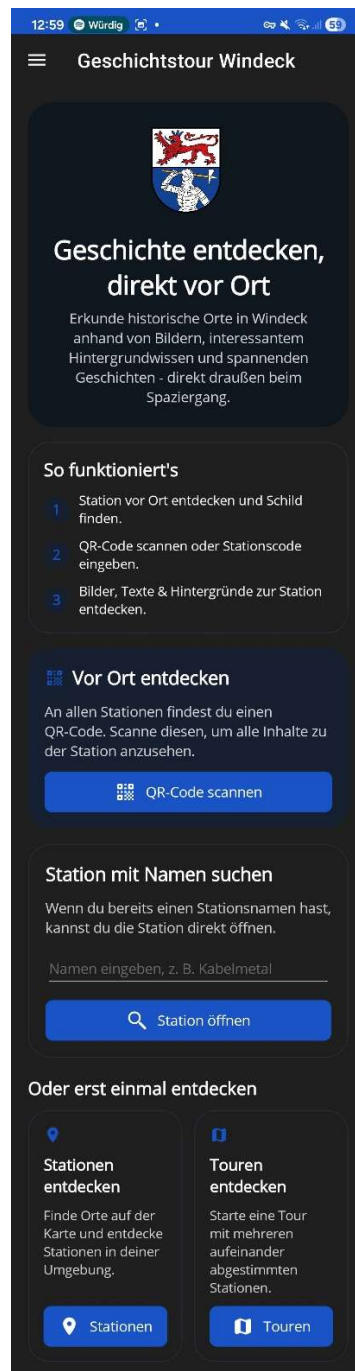 12:59 Würdig 59
Geschichtstour Windeck
Geschichte entdecken,
direkt vor Ort
Erkunde historische Orte in Windeck
anhand von Bildern, interessantem
Hintergrundwissen und spannenden
Geschichten - direkt draußen beim
Spaziergang.
So funktioniert's
1 Station vor Ort entdecken und Schild
finden.
2 QR-Code scannen oder Stationscode
eingeben.
3 Bilder, Texte & Hintergründe zur Station
entdecken.
Vor Ort entdecken
An allen Stationen findest du einen
QR-Code. Scanne diesen, um alle Inhalte zu
der Station anzusehen.
QR-Code scannen
Station mit Namen suchen
Wenn du bereits einen Stationsnamen hast,
kannst du die Station direkt öffnen.
Namen eingeben, z. B. Kabelmetal
Station öffnen
Oder erst einmal entdecken
Stationen
entdecken
Finde Orte auf der
Karte und entdecke
Stationen in deiner
Umgebung.
Stationen
Touren
entdecken
Starte eine Tour
mit mehreren
aufeinander
abgestimmten
Stationen.
Touren